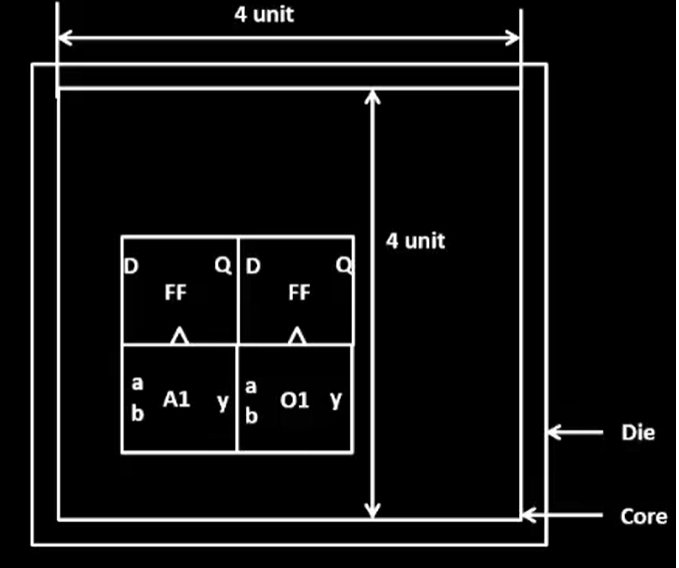 4 unit
4 unit
D Q D Q
FF FF
a A1 y a O1 y
b b
Die
Core